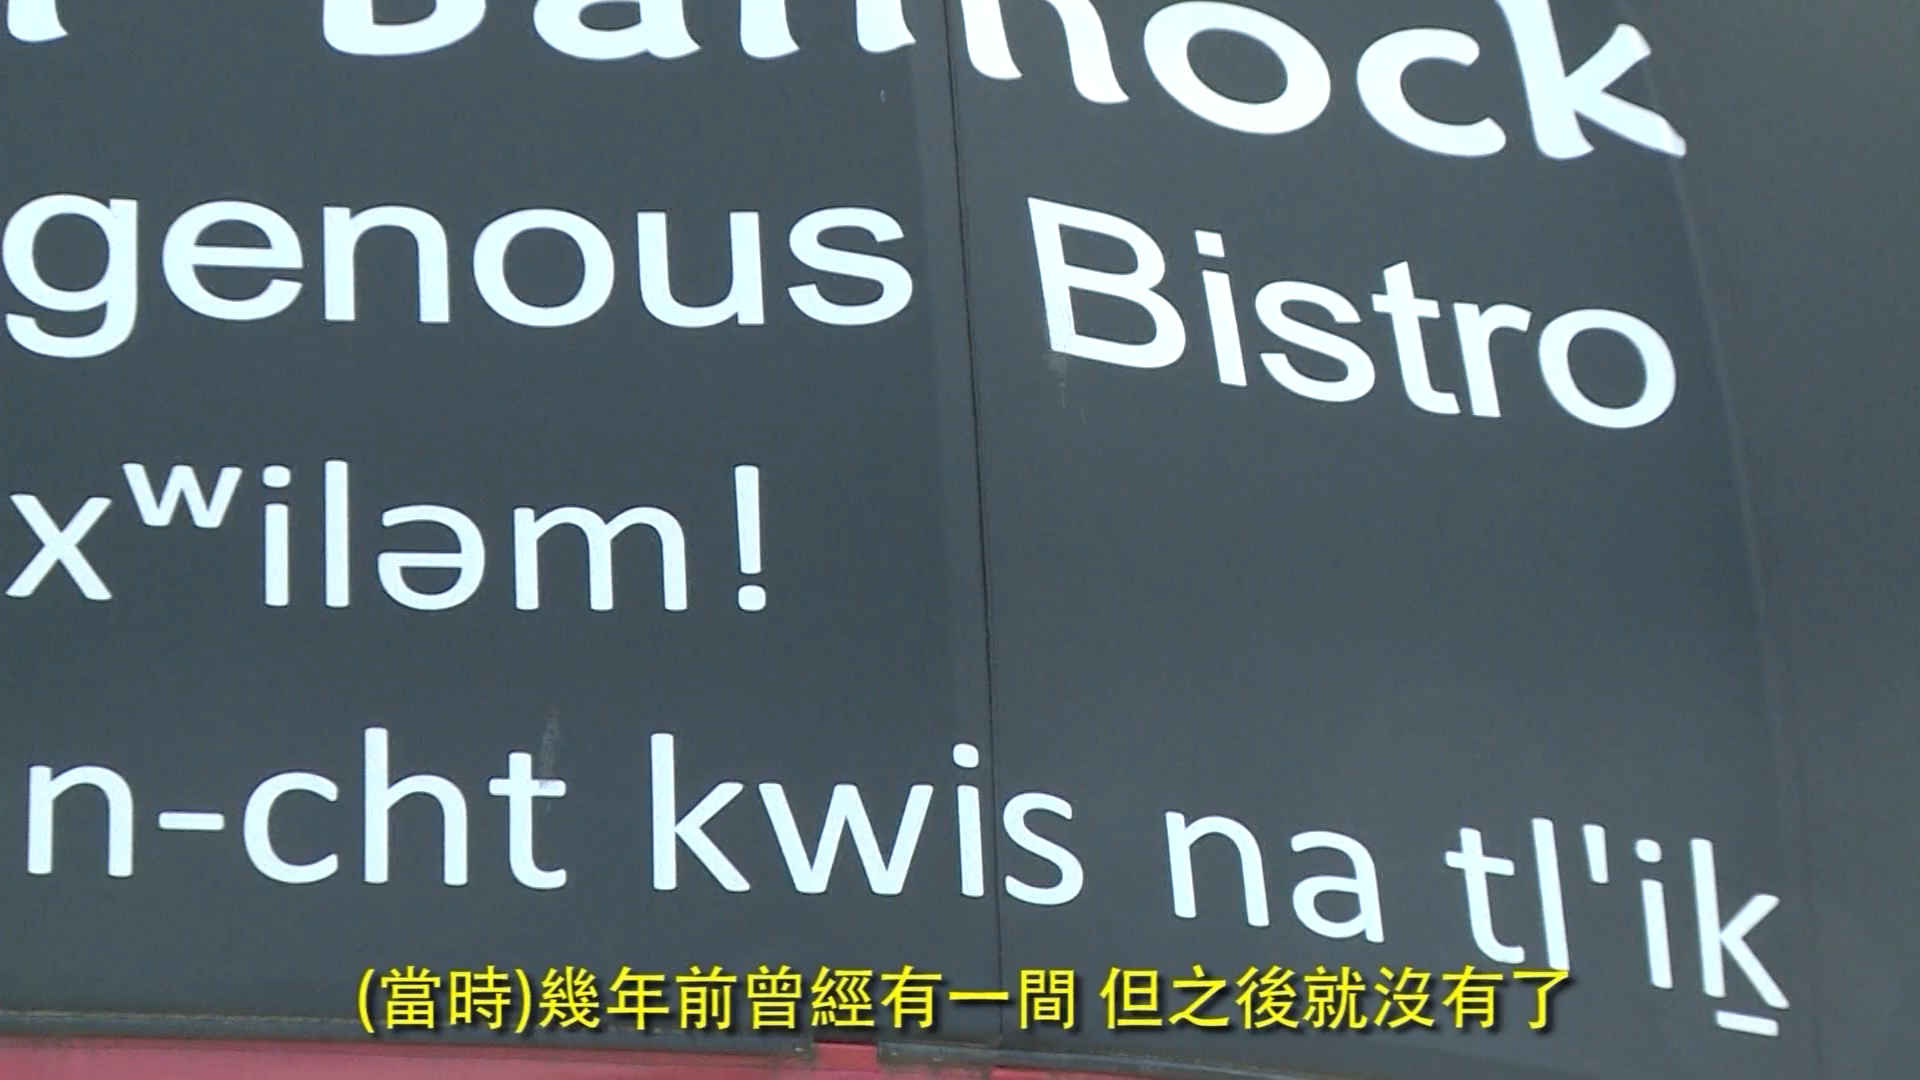 Bannock
genous Bistro
xʷiləm!
n-cht kwis na tl'iḵ
(當時)幾年前曾經有一間 但之後就沒有了